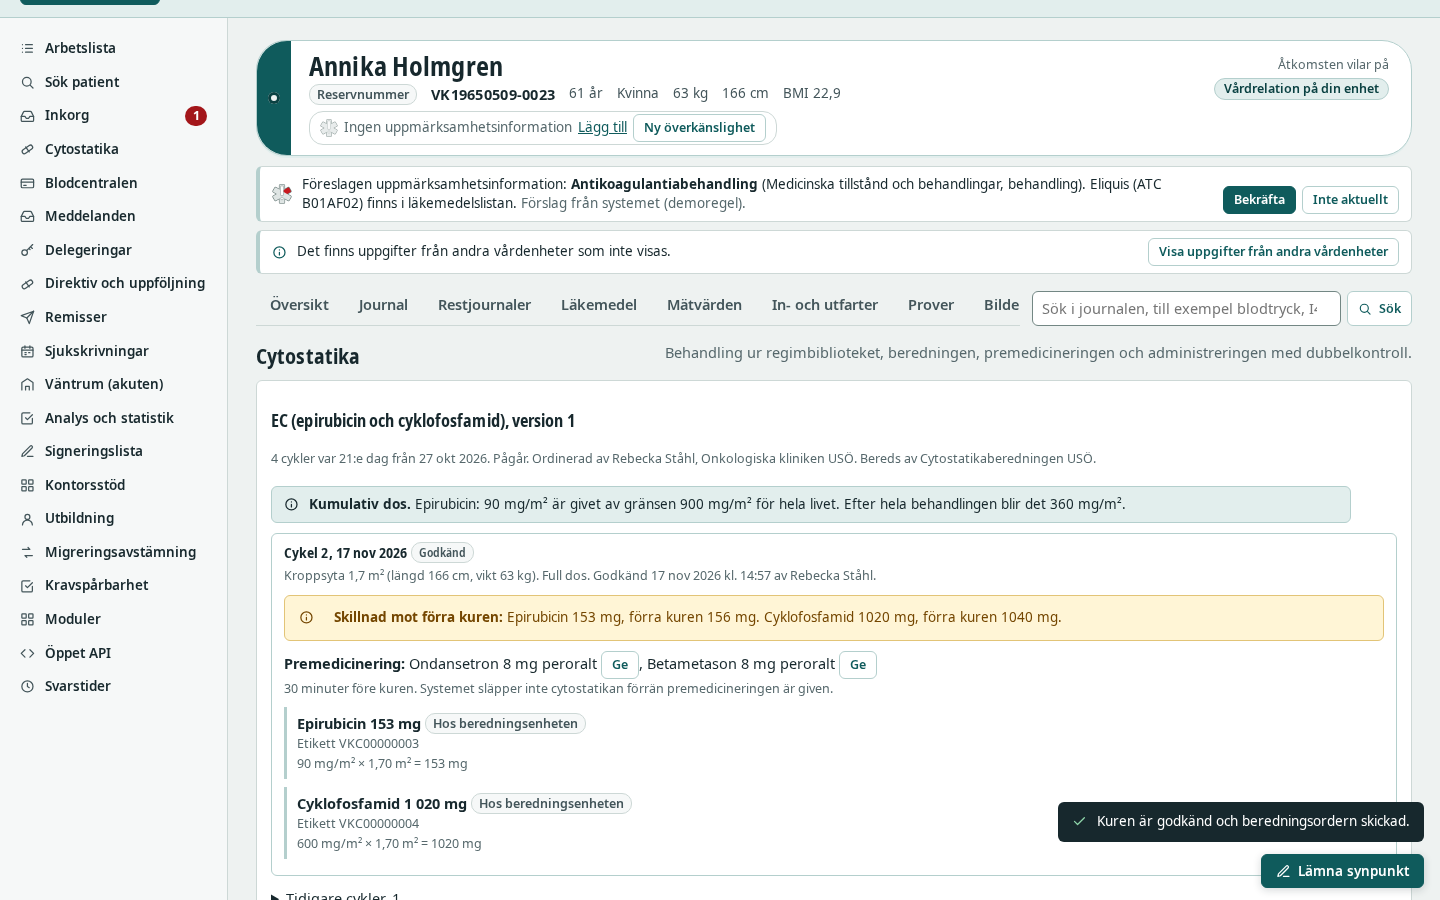 Arbetslista
Sök patient
Inkorg 1
Cytostatika
Blodcentralen
Meddelanden
Delegeringar
Direktiv och uppföljning
Remisser
Sjukskrivningar
Väntrum (akuten)
Analys och statistik
Signeringslista
Kontorsstöd
Utbildning
Migreringsavstämning
Kravspårbarhet
Moduler
Öppet API
Svarstider
Annika Holmgren
Reservnummer VK19650509-0023 61 år Kvinna 63 kg 166 cm BMI 22,9
Ingen uppmärksamhetsinformation Lägg till Ny överkänslighet
Åtkomsten vilar på
Vårdrelation på din enhet
Föreslagen uppmärksamhetsinformation: Antikoagulantiabehandling (Medicinska tillstånd och behandlingar, behandling). Eliquis (ATC
B01AF02) finns i läkemedelslistan. Förslag från systemet (demoregel).
Bekräfta Inte aktuellt
Det finns uppgifter från andra vårdenheter som inte visas. Visa uppgifter från andra vårdenheter
Översikt Journal Restjournaler Läkemedel Mätvärden In- och utfarter Prover Bilde
Sök i journalen, till exempel blodtryck, I Sök
Cytostatika Behandling ur regimbiblioteket, beredningen, premedicineringen och administreringen med dubbelkontroll.
EC (epirubicin och cyklofosfamid), version 1
4 cykler var 21:e dag från 27 okt 2026. Pågår. Ordinerad av Rebecka Ståhl, Onkologiska kliniken USÖ. Bereds av Cytostatikaberedningen USÖ.
Kumulativ dos. Epirubicin: 90 mg/m² är givet av gränsen 900 mg/m² för hela livet. Efter hela behandlingen blir det 360 mg/m².
Cykel 2, 17 nov 2026 Godkänd
Kroppsyta 1,7 m² (längd 166 cm, vikt 63 kg). Full dos. Godkänd 17 nov 2026 kl. 14:57 av Rebecka Ståhl.
Skillnad mot förra kuren: Epirubicin 153 mg, förra kuren 156 mg. Cyklofosfamid 1020 mg, förra kuren 1040 mg.
Premedicinering: Ondansetron 8 mg peroralt Ge , Betametason 8 mg peroralt Ge
30 minuter före kuren. Systemet släpper inte cytostatikan förrän premedicineringen är given.
Epirubicin 153 mg Hos beredningsenheten
Etikett VKC00000003
90 mg/m² × 1,70 m² = 153 mg
Cyklofosfamid 1 020 mg Hos beredningsenheten
Etikett VKC00000004
600 mg/m² × 1,70 m² = 1020 mg
Kuren är godkänd och beredningsordern skickad.
Lämna synpunkt
Tidigare cykler, 1